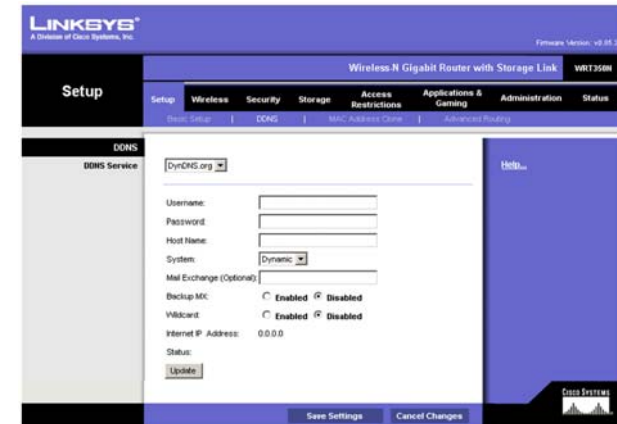 LINKSYS®
A Division of Cisco Systems, Inc.
Firmware Version: v0.05.3
Wireless-N Gigabit Router with Storage Link WRT350N
Setup
Setup Wireless Security Storage Access Restrictions Applications & Gaming Administration Status
Basic Setup | DDNS | MAC Address Clone | Advanced Routing
DDNS
DDNS Service
DynDNS.org
Help...
Username:
Password:
Host Name:
System: Dynamic
Mail Exchange (Optional):
Backup MX: Enabled Disabled
Wildcard: Enabled Disabled
Internet IP Address: 0.0.0.0
Status:
Update
Save Settings Cancel Changes
CISCO SYSTEMS